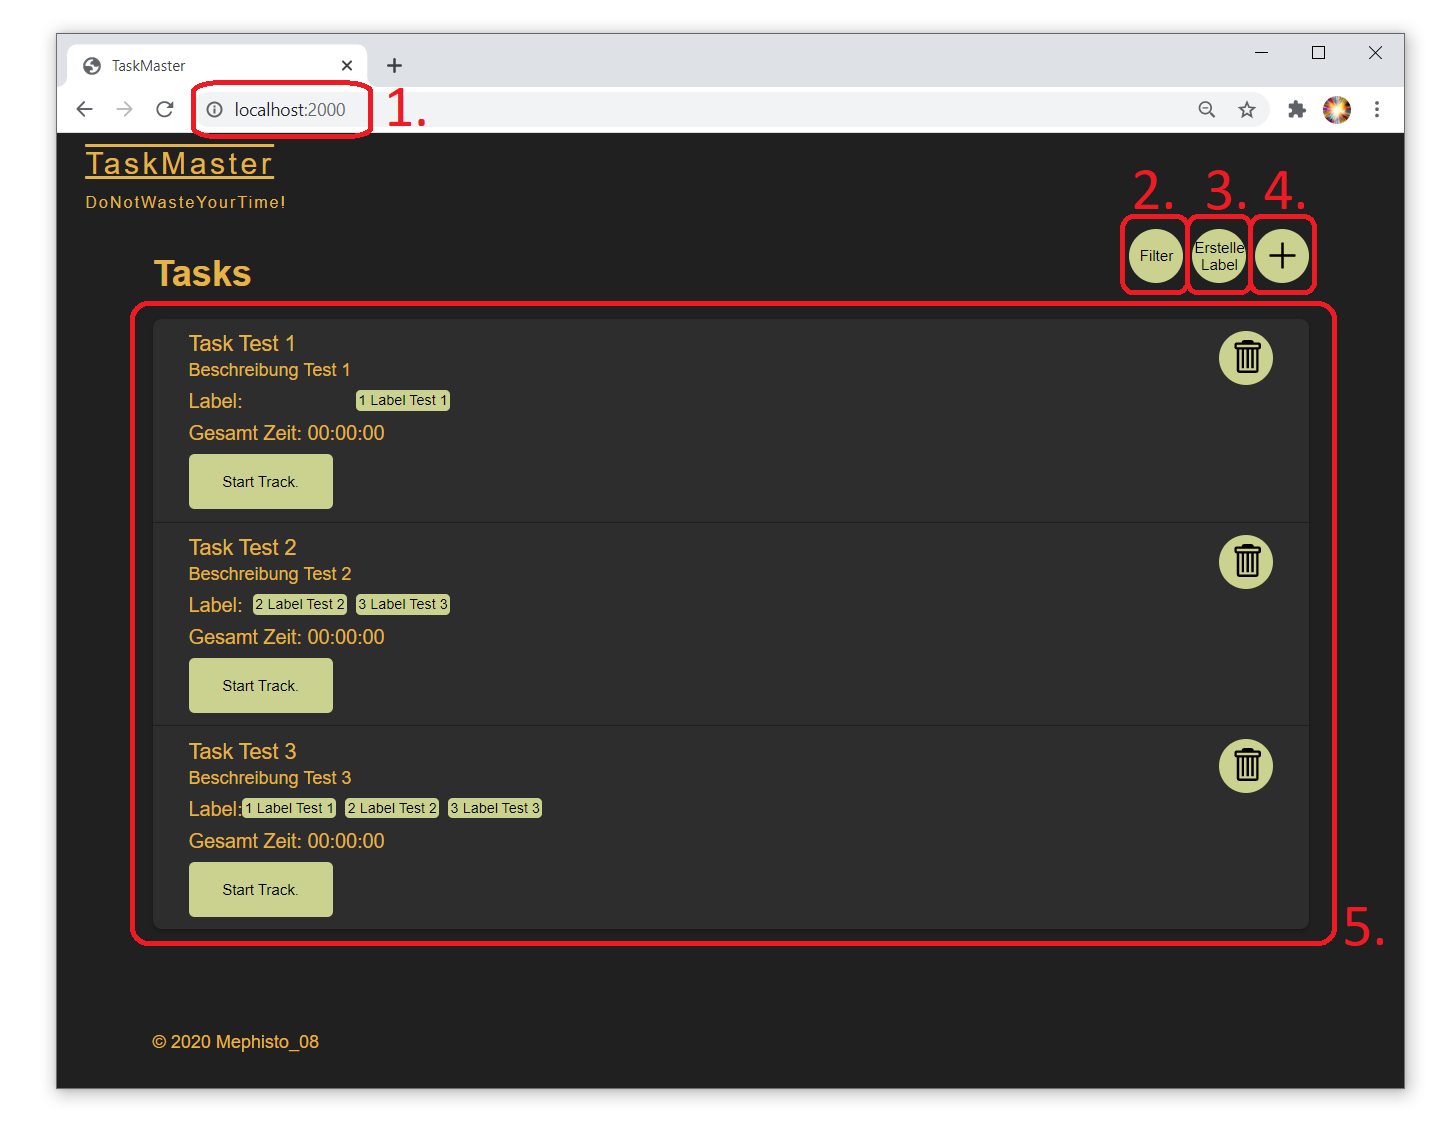 TaskMaster
localhost:2000
1.
TaskMaster
DoNotWasteYourTime!
2. 3. 4.
Filter
Erstelle
Label
Tasks
Task Test 1
Beschreibung Test 1
Label: 1 Label Test 1
Gesamt Zeit: 00:00:00
Start Track.
Task Test 2
Beschreibung Test 2
Label: 2 Label Test 2 3 Label Test 3
Gesamt Zeit: 00:00:00
Start Track.
Task Test 3
Beschreibung Test 3
Label: 1 Label Test 1 2 Label Test 2 3 Label Test 3
Gesamt Zeit: 00:00:00
Start Track.
5.
© 2020 Mephisto_08